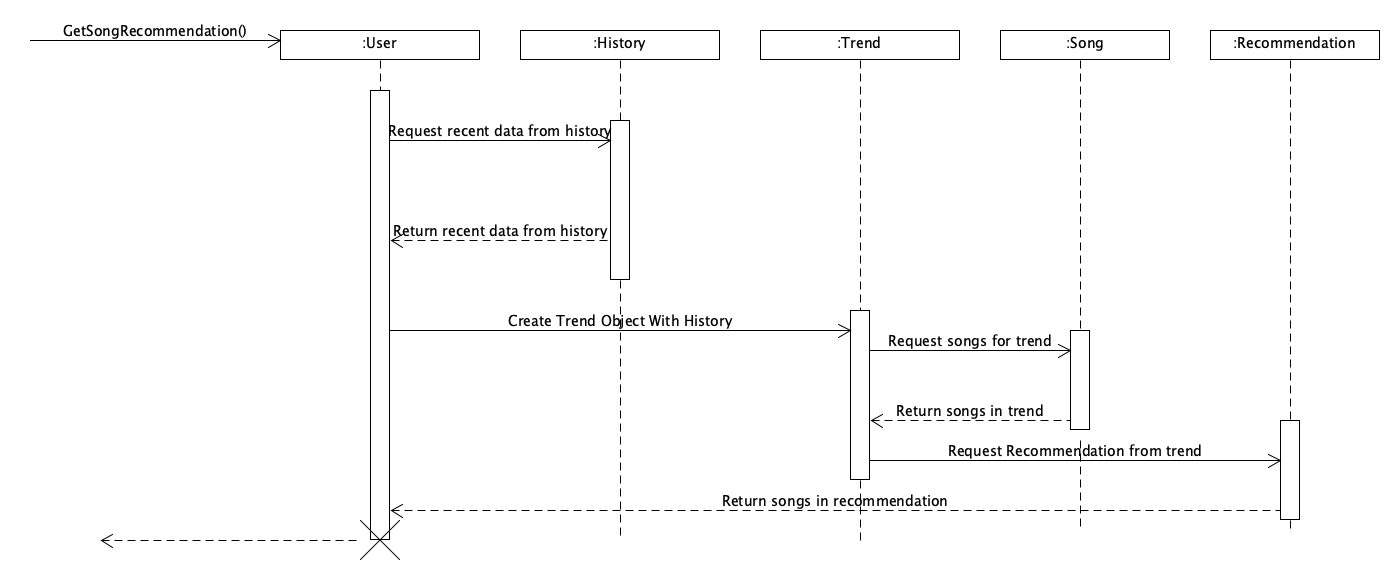 GetSongRecommendation()
:User
:History
:Trend
:Song
:Recommendation
Request recent data from history
Return recent data from history
Create Trend Object With History
Request songs for trend
Return songs in trend
Request Recommendation from trend
Return songs in recommendation